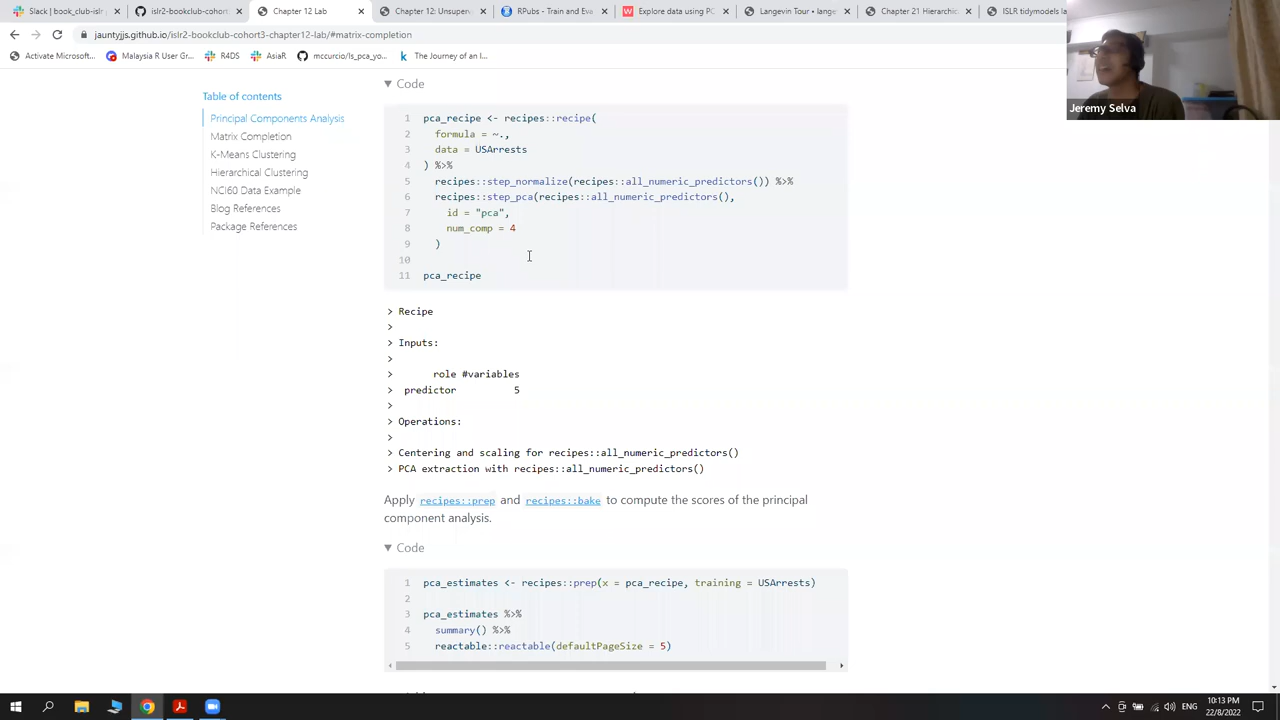 Slack | book_club-islr
islr2-bookclub-cohort
Chapter 12 Lab
Chapter 12: Unsuperv
RPubs - Train and Eve
Explore data using PC
Langevin Tour • lange
Chapter 21 Hierarchic
ISLR tidymodels la
jauntyjjs.github.io/islr2-bookclub-cohort3-chapter12-lab/#matrix-completion
Activate Microsoft...
Malaysia R User Gr...
R4DS
AsiaR
mccurcio/ls_pca_yo...
The Journey of an I...
Jeremy Selva
Table of contents
Principal Components Analysis
Matrix Completion
K-Means Clustering
Hierarchical Clustering
NCI60 Data Example
Blog References
Package References
▼ Code
1 pca_recipe <- recipes::recipe(
2 formula = ~.,
3 data = USArrests
4 ) %>%
5 recipes::step_normalize(recipes::all_numeric_predictors()) %>%
6 recipes::step_pca(recipes::all_numeric_predictors(),
7 id = "pca",
8 num_comp = 4
9 )
10
11 pca_recipe
> Recipe
>
> Inputs:
>
> role #variables
> predictor 5
>
> Operations:
>
> Centering and scaling for recipes::all_numeric_predictors()
> PCA extraction with recipes::all_numeric_predictors()
Apply recipes::prep and recipes::bake to compute the scores of the principal
component analysis.
▼ Code
1 pca_estimates <- recipes::prep(x = pca_recipe, training = USArrests)
2
3 pca_estimates %>%
4 summary() %>%
5 reactable::reactable(defaultPageSize = 5)
ENG
10:13 PM
22/8/2022